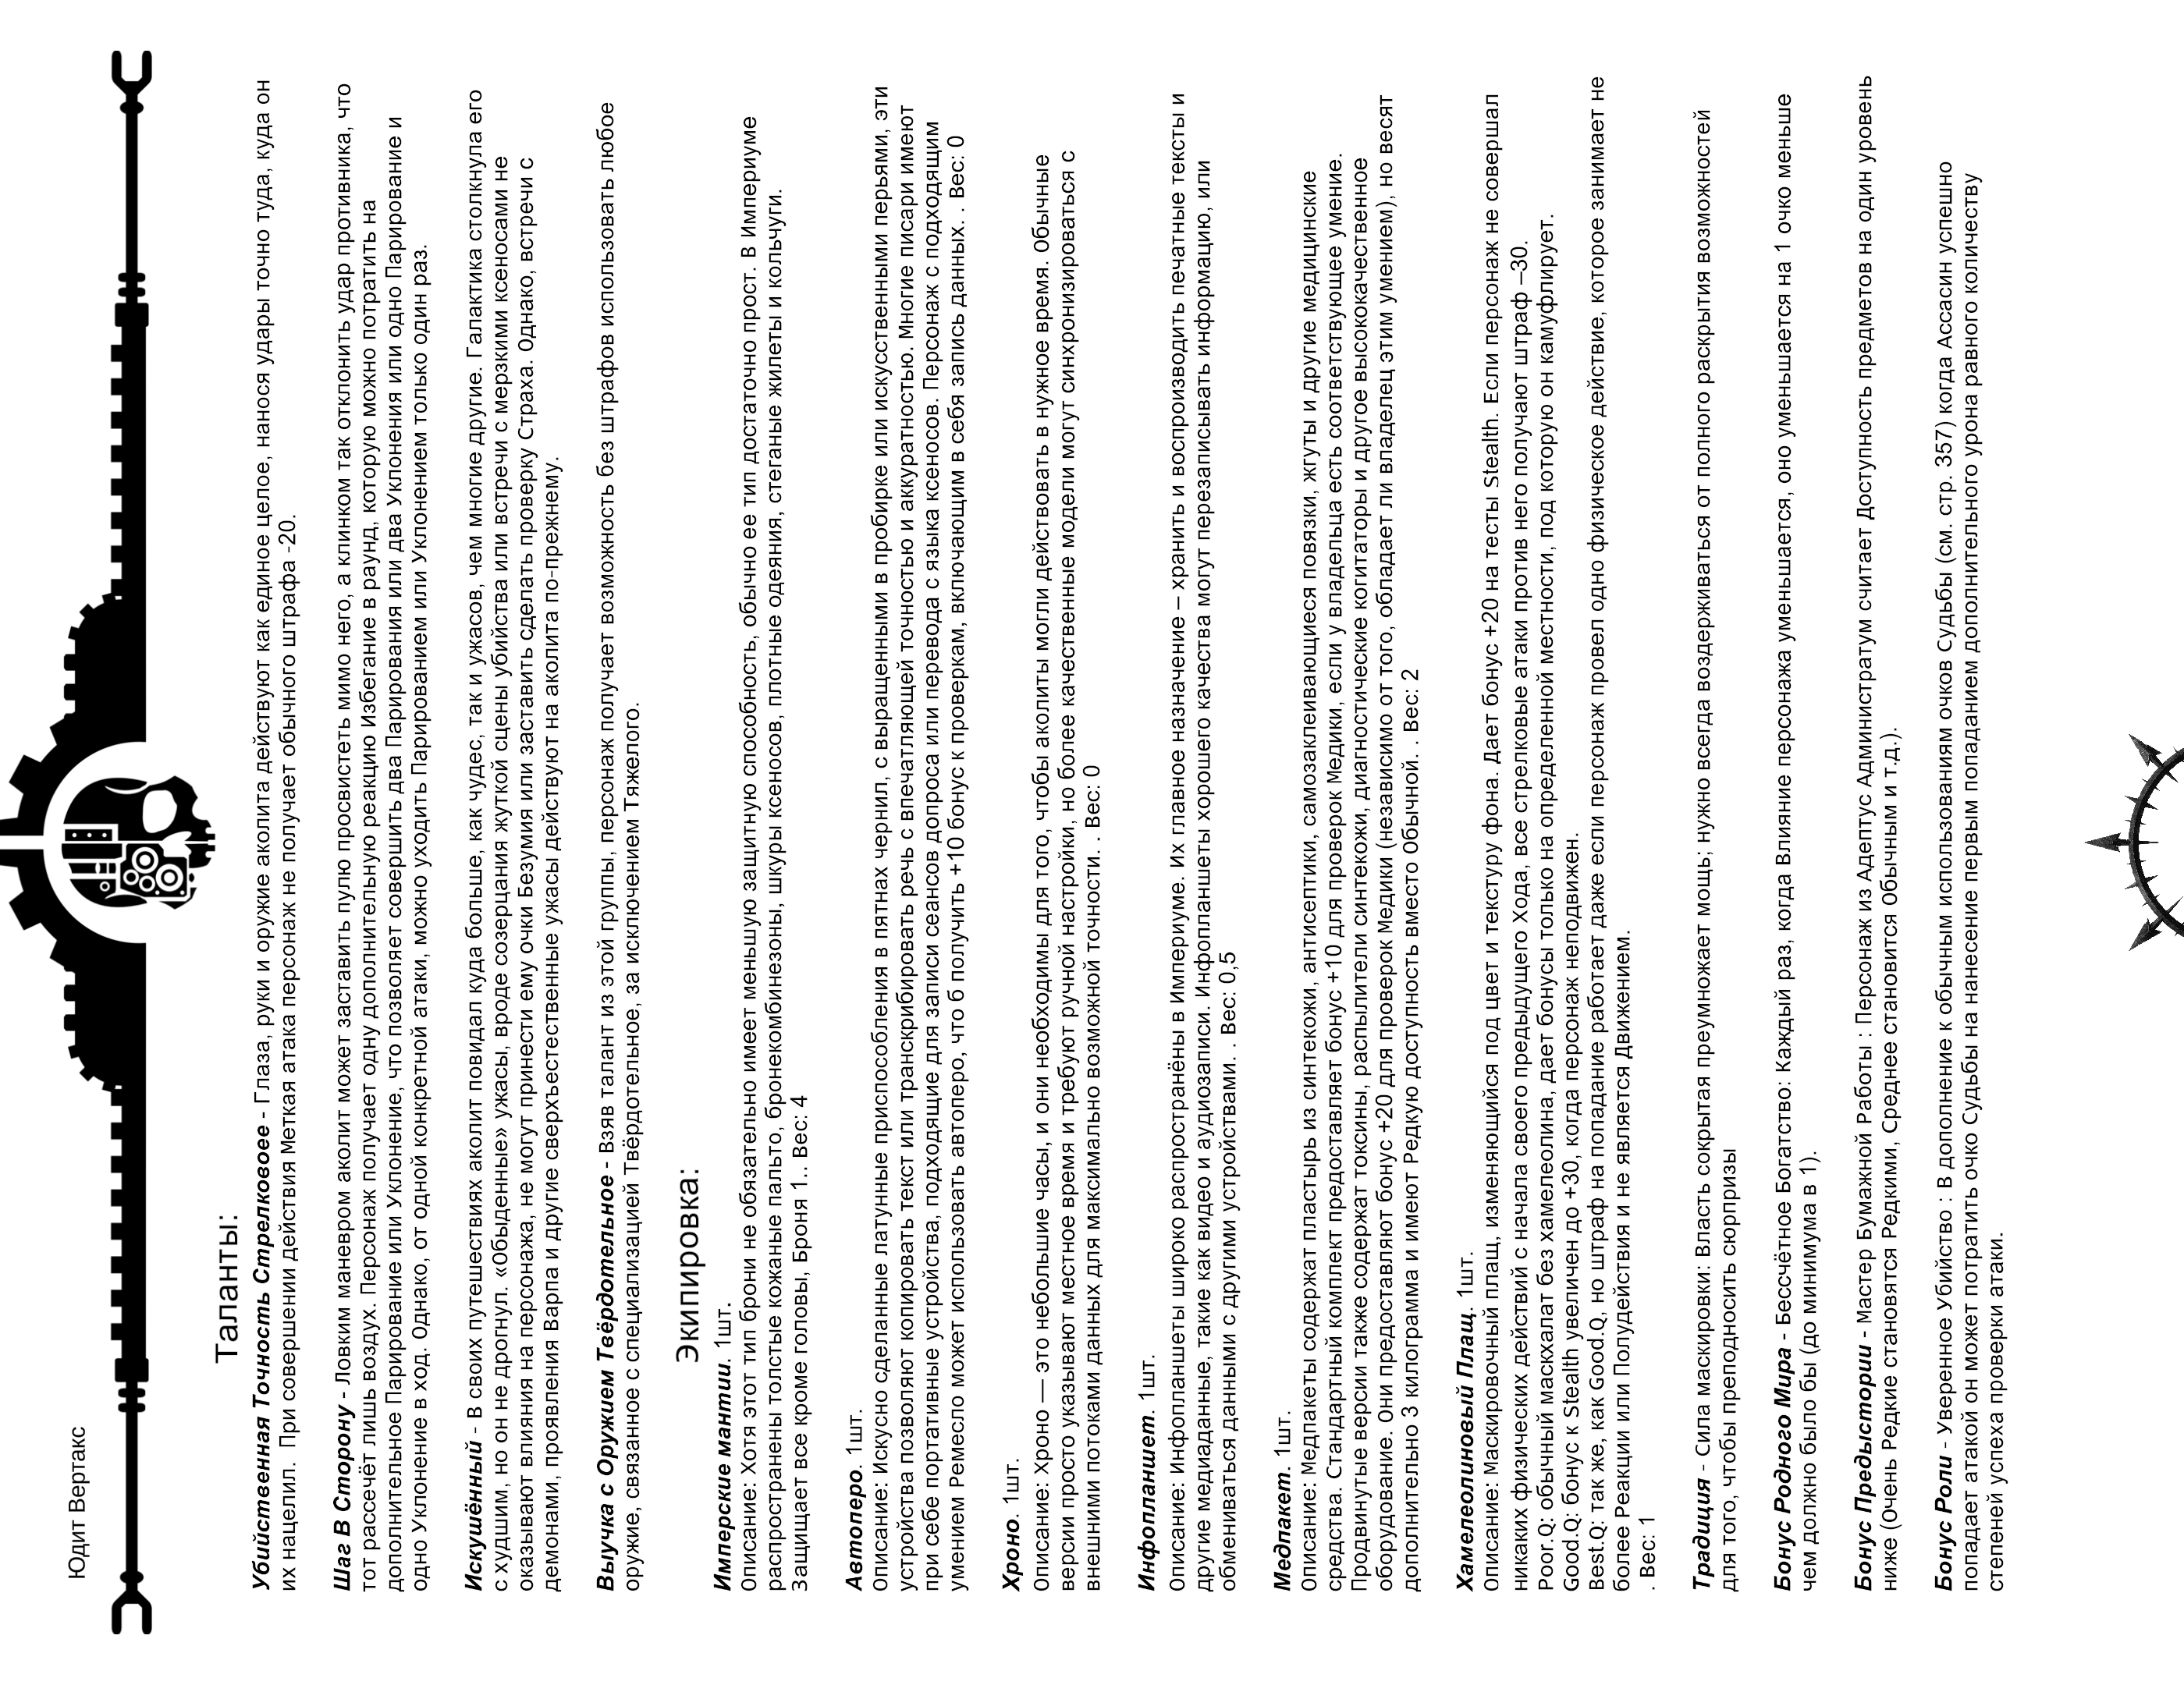 Юдит Вертакс
Таланты:
Убийственная Точность Стрелковоее - Глаза, руки и оружие аколита действуют как единое целое, нанося удары точно туда, куда он
их нацелил. При совершении действия Меткая атака персонаж не получает обычного штрафа -20.
Шаг В Сторону - Ловким маневром аколит может заставить пулю просвистеть мимо него, а клинком так отклонить удар противника, что
тот рассечёт лишь воздух. Персонаж получает одну дополнительную реакцию Избегание в раунд, которую можно потратить на
дополнительное Парирование или Уклонение, что позволяет совершить два Парирования или два Уклонения или одно Парирование и
одно Уклонение в ход. Однако, от одной конкретной атаки, можно уходить Парированием или Уклонением только один раз.
Искушённый - В своих путешествиях аколит повидал куда больше, как чудес, так и ужасов, чем многие другие. Галактика столкнула его
с худшим, но он не дрогнул. «Обыденные» ужасы, вроде созерцания жуткой сцены убийства или встречи с мерзкими ксеносами не
оказывают влияния на персонажа, не могут принести ему очки Безумия или заставить сделать проверку Страха. Однако, встречи с
демонами, проявления Варпа и другие сверхъестественные ужасы действуют на аколита по-прежнему.
Выучка с Оружием Твёрдотельное - Взяв талант из этой группы, персонаж получает возможность без штрафов использовать любое
оружие, связанное с специализацией Твёрдотельное, за исключением Тяжелого.
Экипировка:
Имперские мантии. 1шт.
Описание: Хотя этот тип брони не обязательно имеет меньшую защитную способность, обычно ее тип достаточно прост. В Империуме
распространены толстые кожаные пальто, бронекомбинезоны, шкуры ксеносов, плотные одеяния, стеганые жилеты и кольчуги.
Защищает все кроме головы, Броня 1.. Вес: 4
Автоперо. 1шт.
Описание: Искусно сделанные латунные приспособления в пятнах чернил, с выращенными в пробирке или искусственными перьями, эти
устройства позволяют копировать текст или транскрибировать речь с впечатляющей точностью и аккуратностью. Многие писари имеют
при себе портативные устройства, подходящие для записи сеансов допроса или перевода с языка ксеносов. Персонаж с подходящим
умением Ремесло может использовать автоперо, что б получить +10 бонус к проверкам, включающим в себя запись данных. . Вес: 0
Хроно. 1шт.
Описание: Хроно — это небольшие часы, и они необходимы для того, чтобы аколиты могли действовать в нужное время. Обычные
версии просто указывают местное время и требуют ручной настройки, но более качественные модели могут синхронизироваться с
внешними потоками данных для максимально возможной точности. . Вес: 0
Инфопланшет. 1шт.
Описание: Инфопланшеты широко распространёны в Империуме. Их главное назначение – хранить и воспроизводить печатные тексты и
другие медиаданные, такие как видео и аудиозаписи. Инфопланшеты хорошего качества могут перезаписывать информацию, или
обмениваться данными с другими устройствами. . Вес: 0,5
Медпакет. 1шт.
Описание: Медпакеты содержат пластырь из синтекожи, антисептики, самозаклеивающиеся повязки, жгуты и другие медицинские
средства. Стандартный комплект предоставляет бонус +10 для проверок Медики, если у владельца есть соответствующее умение.
Продвинутые версии также содержат токсины, распылители синтекожи, диагностические когитаторы и другое высококачественное
оборудование. Они предоставляют бонус +20 для проверок Медики (независимо от того, обладает ли владелец этим умением), но весят
дополнительно 3 килограмма и имеют Редкую доступность вместо Обычной. . Вес: 2
Хамелеолиновый Плащ. 1шт.
Описание: Маскировочный плащ, изменяющийся под цвет и текстуру фона. Дает бонус +20 на тесты Stealth. Если персонаж не совершал
никаких физических действий с начала своего предыдущего Хода, все стрелковые атаки против него получают штраф –30.
Poor.Q: обычный маскхалат без хамелеолина, дает бонусы только на определенной местности, под которую он камуфлирует.
Good.Q: бонус к Stealth увеличен до +30, когда персонаж неподвижен.
Best.Q: так же, как Good.Q, но штраф на попадание работает даже если персонаж провел одно физическое действие, которое занимает не
более Реакции или Полудействия и не является Движением.
. Вес: 1
Традиция - Сила маскировки: Власть сокрытая преумножает мощь; нужно всегда воздерживаться от полного раскрытия возможностей
для того, чтобы преподносить сюрпризы
Бонус Родного Мира - Бессчётное Богатство: Каждый раз, когда Влияние персонажа уменьшается, оно уменьшается на 1 очко меньше
чем должно было бы (до минимума в 1).
Бонус Предыстории - Мастер Бумажной Работы : Персонаж из Адептус Администратум считает Доступность предметов на один уровень
ниже (Очень Редкие становятся Редкими, Среднее становится Обычным и т.д.).
Бонус Роли - Уверенное Убийство : В дополнение к обычным использованиям очков Судьбы (см. стр. 357) когда Ассасин успешно
попадает атакой он может потратить очко Судьбы на нанесение первым попаданием дополнительного урона равного количеству
степеней успеха проверки атаки.